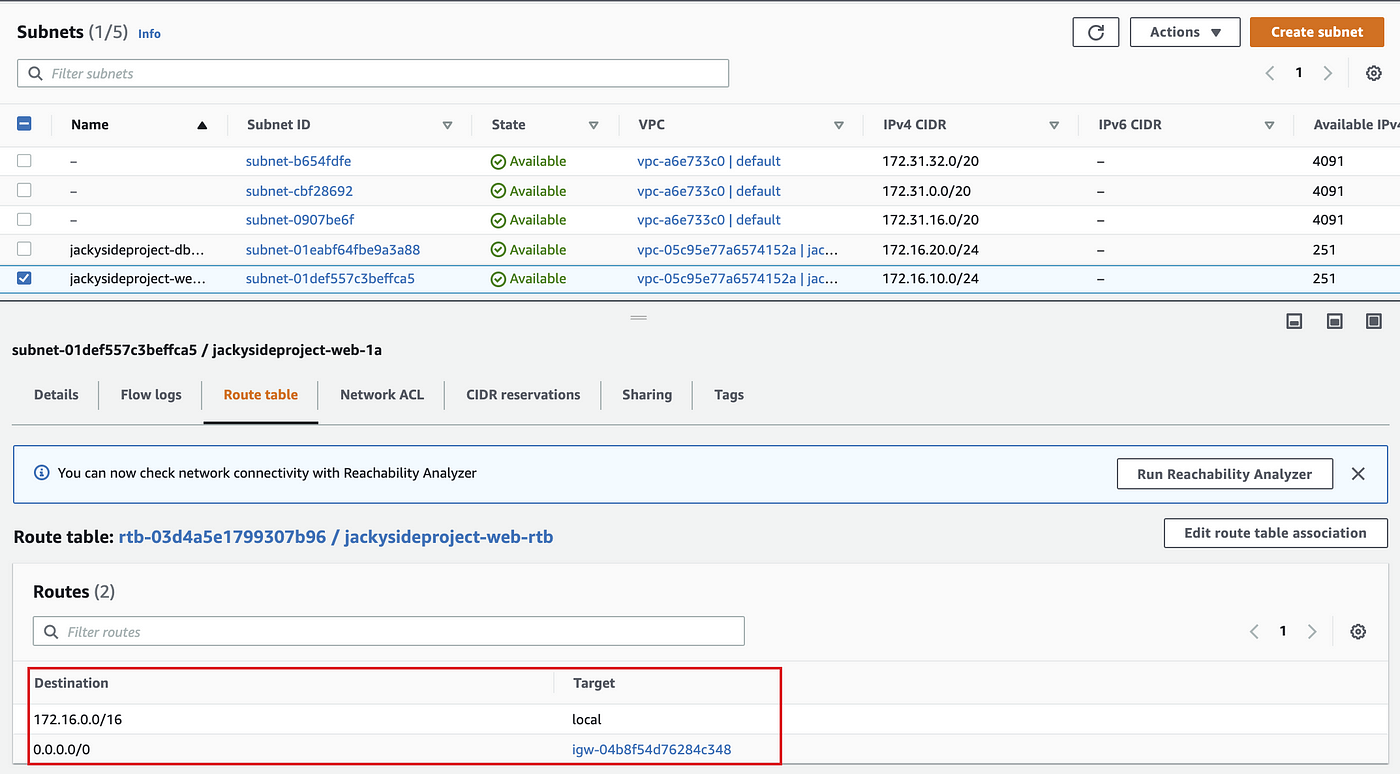 Subnets (1/5) Info Actions Create subnet
Filter subnets 1
Name Subnet ID State VPC IPv4 CIDR IPv6 CIDR Available IPv4
– subnet-b654fdfe Available vpc-a6e733c0 | default 172.31.32.0/20 – 4091
– subnet-cbf28692 Available vpc-a6e733c0 | default 172.31.0.0/20 – 4091
– subnet-0907be6f Available vpc-a6e733c0 | default 172.31.16.0/20 – 4091
jackysideproject-db... subnet-01eabf64fbe9a3a88 Available vpc-05c95e77a6574152a | jac... 172.16.20.0/24 – 251
jackysideproject-we... subnet-01def557c3beffca5 Available vpc-05c95e77a6574152a | jac... 172.16.10.0/24 – 251
subnet-01def557c3beffca5 / jackysideproject-web-1a
Details Flow logs Route table Network ACL CIDR reservations Sharing Tags
You can now check network connectivity with Reachability Analyzer Run Reachability Analyzer
Route table: rtb-03d4a5e1799307b96 / jackysideproject-web-rtb Edit route table association
Routes (2)
Filter routes 1
Destination Target
172.16.0.0/16 local
0.0.0.0/0 igw-04b8f54d76284c348